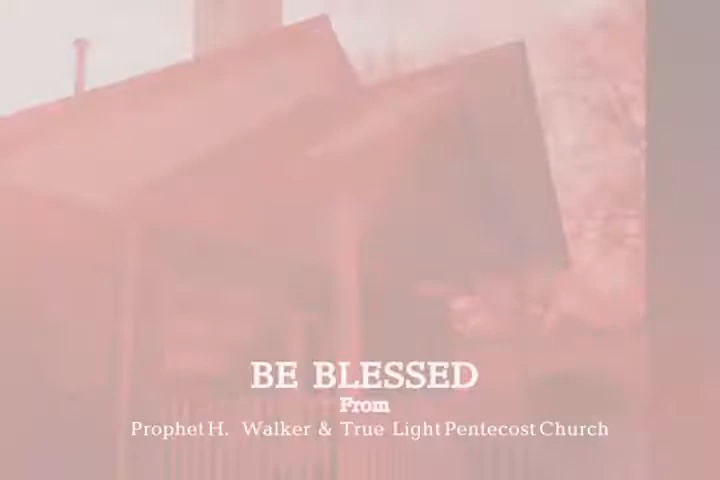 BE BLESSED
From
Prophet H. Walker & True Light Pentecost Church